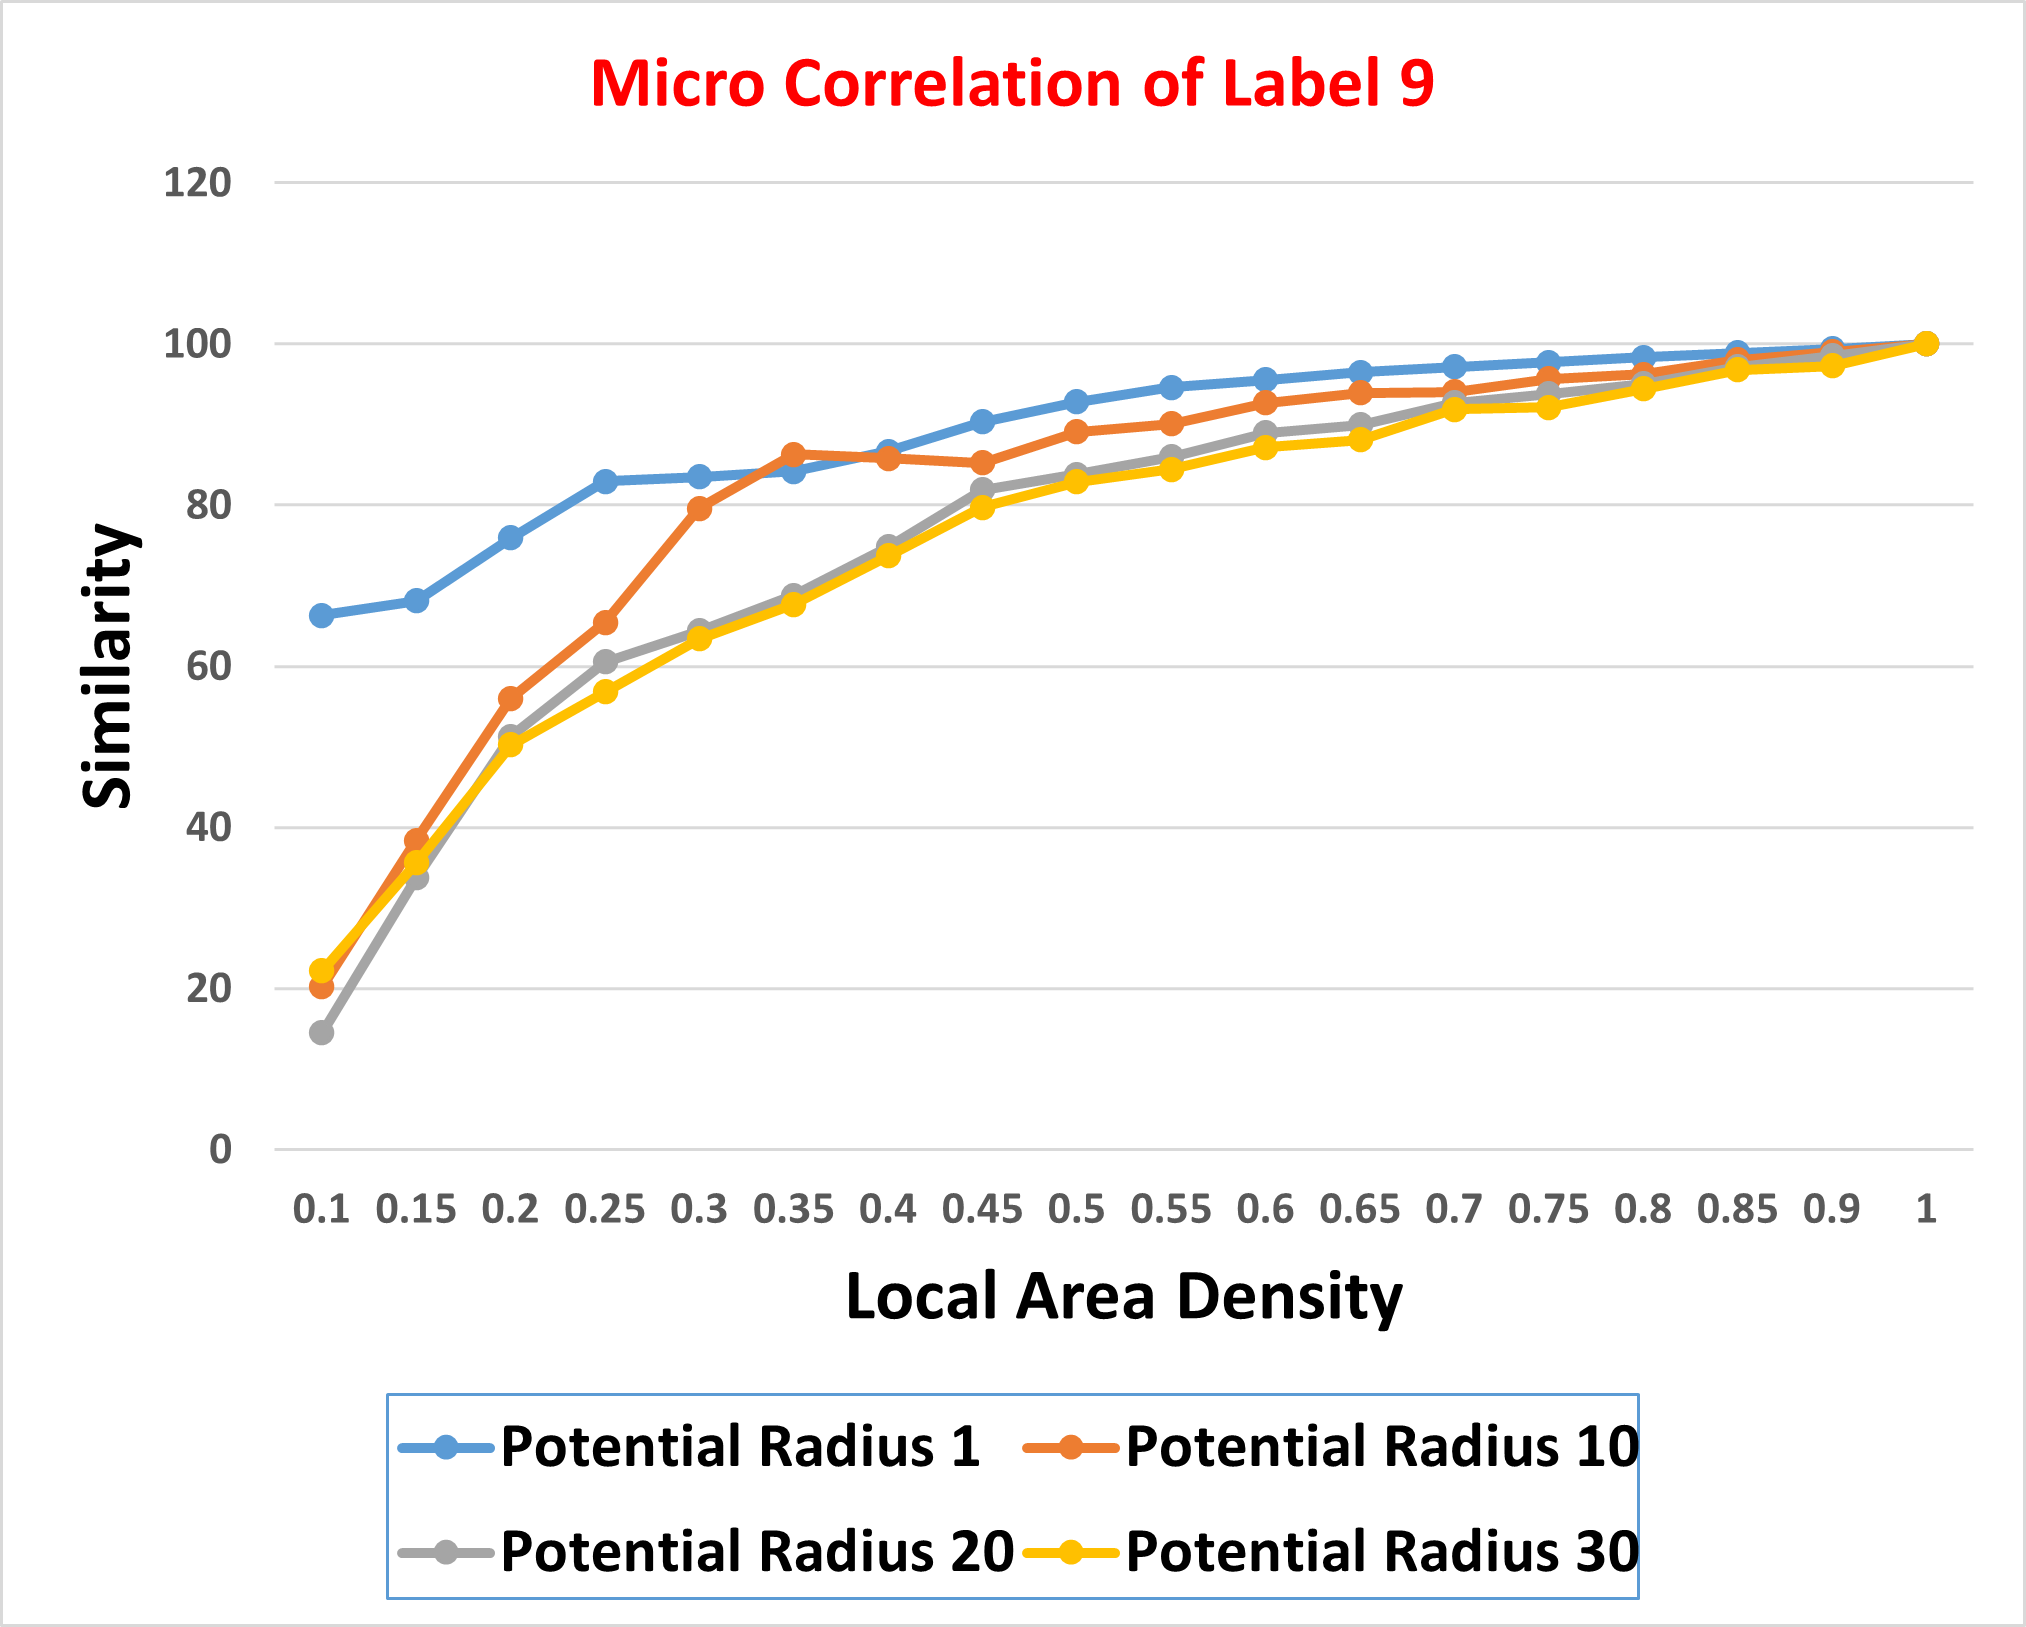 Micro Correlation of Label 9
120
100
80
60
40
20
0
Similarity
0.1 0.15 0.2 0.25 0.3 0.35 0.4 0.45 0.5 0.55 0.6 0.65 0.7 0.75 0.8 0.85 0.9 1
Local Area Density
Potential Radius 1 Potential Radius 10
Potential Radius 20 Potential Radius 30